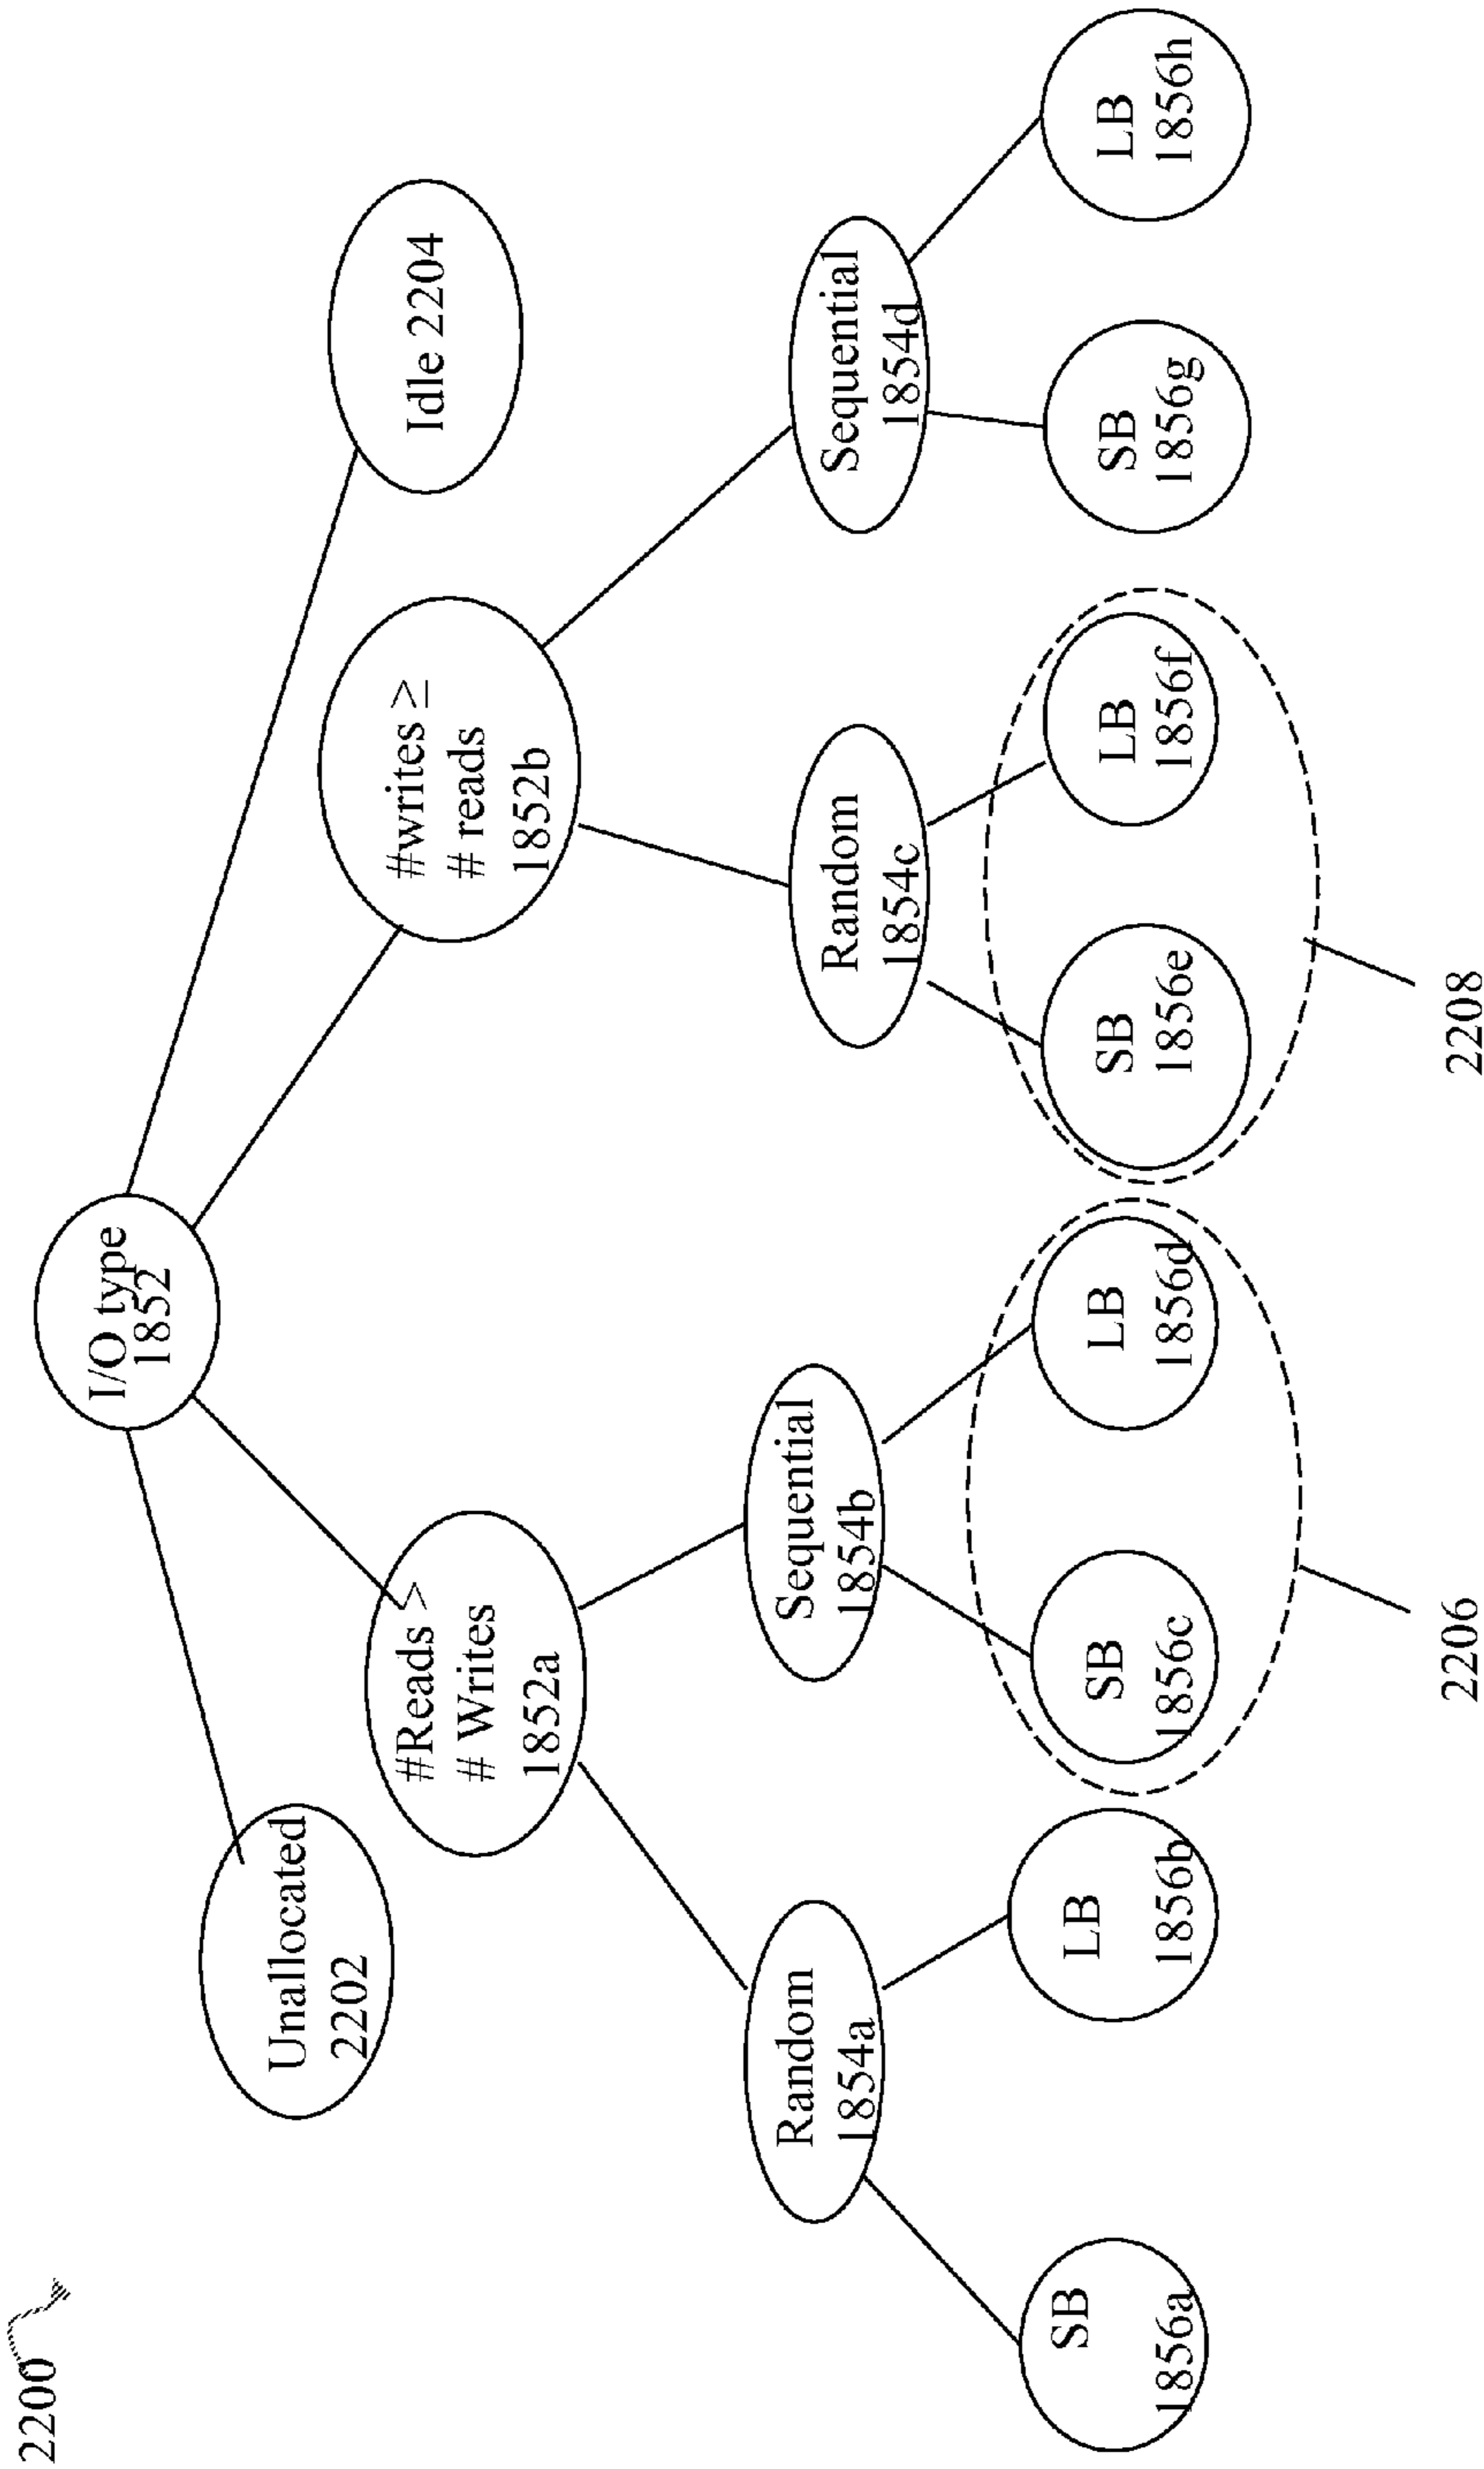 2200
I/O type
1852
Unallocated
2202
#Reads >
# Writes
1852a
#writes ≥
# reads
1852b
Idle 2204
Random
1854a
Sequential
1854b
Random
1854c
Sequential
1854d
SB
1856a
LB
1856b
SB
1856c
LB
1856d
SB
1856e
LB
1856f
SB
1856g
LB
1856h
2206
2208